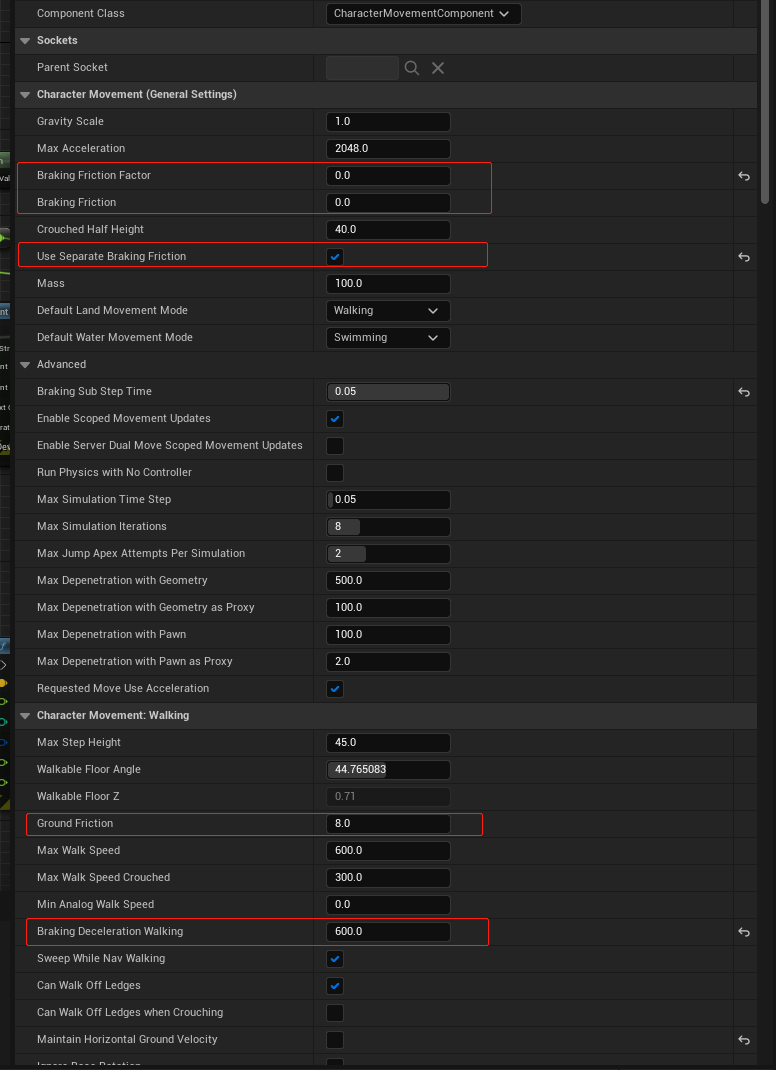 Component Class CharacterMovementComponent
Sockets
Parent Socket
Character Movement (General Settings)
Gravity Scale 1.0
Max Acceleration 2048.0
Braking Friction Factor 0.0
Braking Friction 0.0
Crouched Half Height 40.0
Use Separate Braking Friction
Mass 100.0
Default Land Movement Mode Walking
Default Water Movement Mode Swimming
Advanced
Braking Sub Step Time 0.05
Enable Scoped Movement Updates
Enable Server Dual Move Scoped Movement Updates
Run Physics with No Controller
Max Simulation Time Step 0.05
Max Simulation Iterations 8
Max Jump Apex Attempts Per Simulation 2
Max Depenetration with Geometry 500.0
Max Depenetration with Geometry as Proxy 100.0
Max Depenetration with Pawn 100.0
Max Depenetration with Pawn as Proxy 2.0
Requested Move Use Acceleration
Character Movement: Walking
Max Step Height 45.0
Walkable Floor Angle 44.765083
Walkable Floor Z 0.71
Ground Friction 8.0
Max Walk Speed 600.0
Max Walk Speed Crouched 300.0
Min Analog Walk Speed 0.0
Braking Deceleration Walking 600.0
Sweep While Nav Walking
Can Walk Off Ledges
Can Walk Off Ledges when Crouching
Maintain Horizontal Ground Velocity